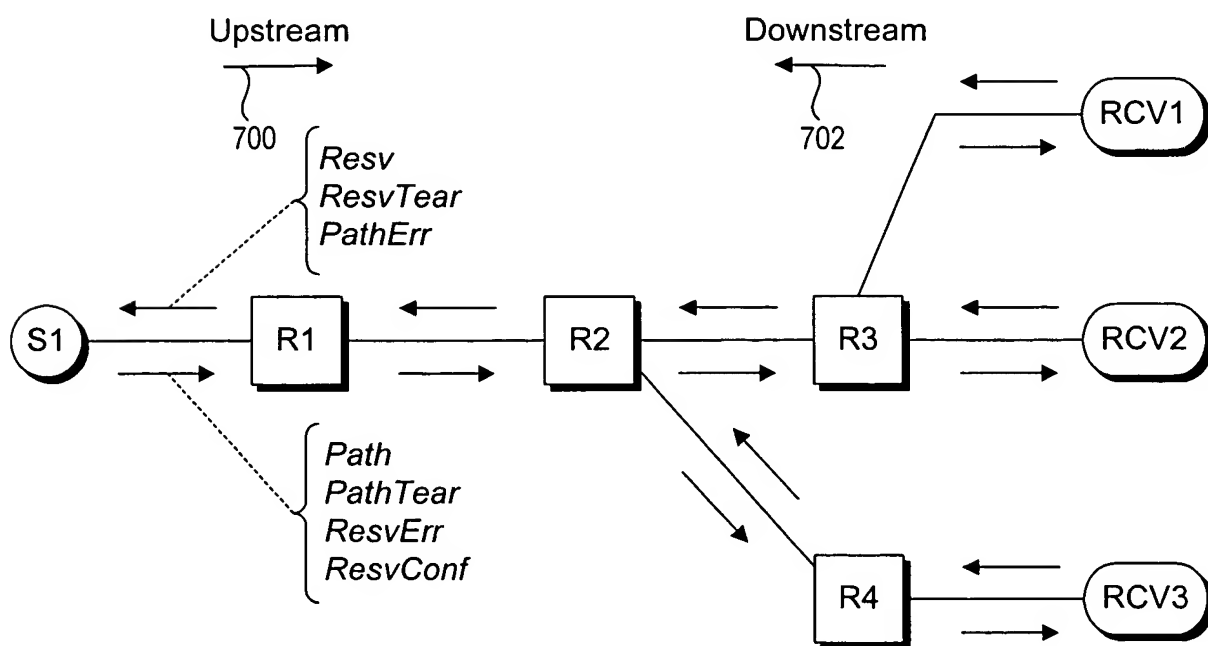 Upstream
Downstream
700
702
RCV1
Resv
ResvTear
PathErr
S1
R1
R2
R3
RCV2
Path
PathTear
ResvErr
ResvConf
R4
RCV3